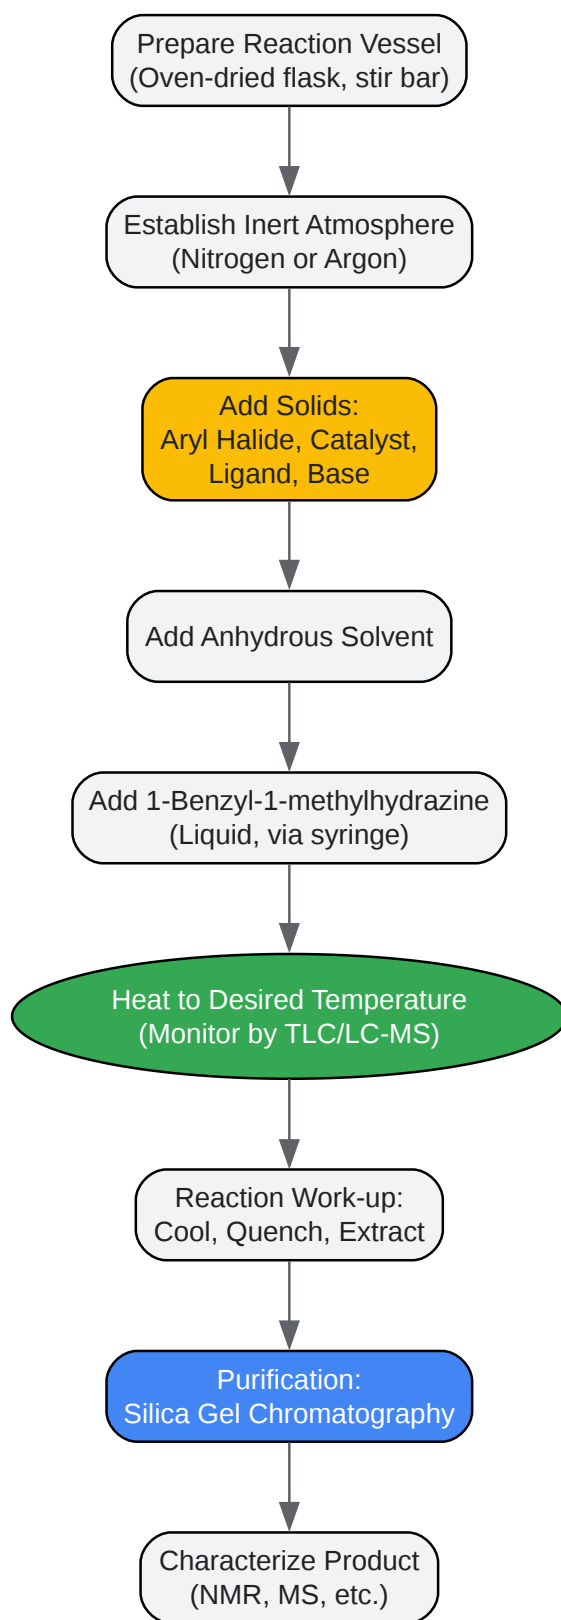 Prepare Reaction Vessel
(Oven-dried flask, stir bar)
Establish Inert Atmosphere
(Nitrogen or Argon)
Add Solids:
Aryl Halide, Catalyst,
Ligand, Base
Add Anhydrous Solvent
Add 1-Benzyl-1-methylhydrazine
(Liquid, via syringe)
Heat to Desired Temperature
(Monitor by TLC/LC-MS)
Reaction Work-up:
Cool, Quench, Extract
Purification:
Silica Gel Chromatography
Characterize Product
(NMR, MS, etc.)